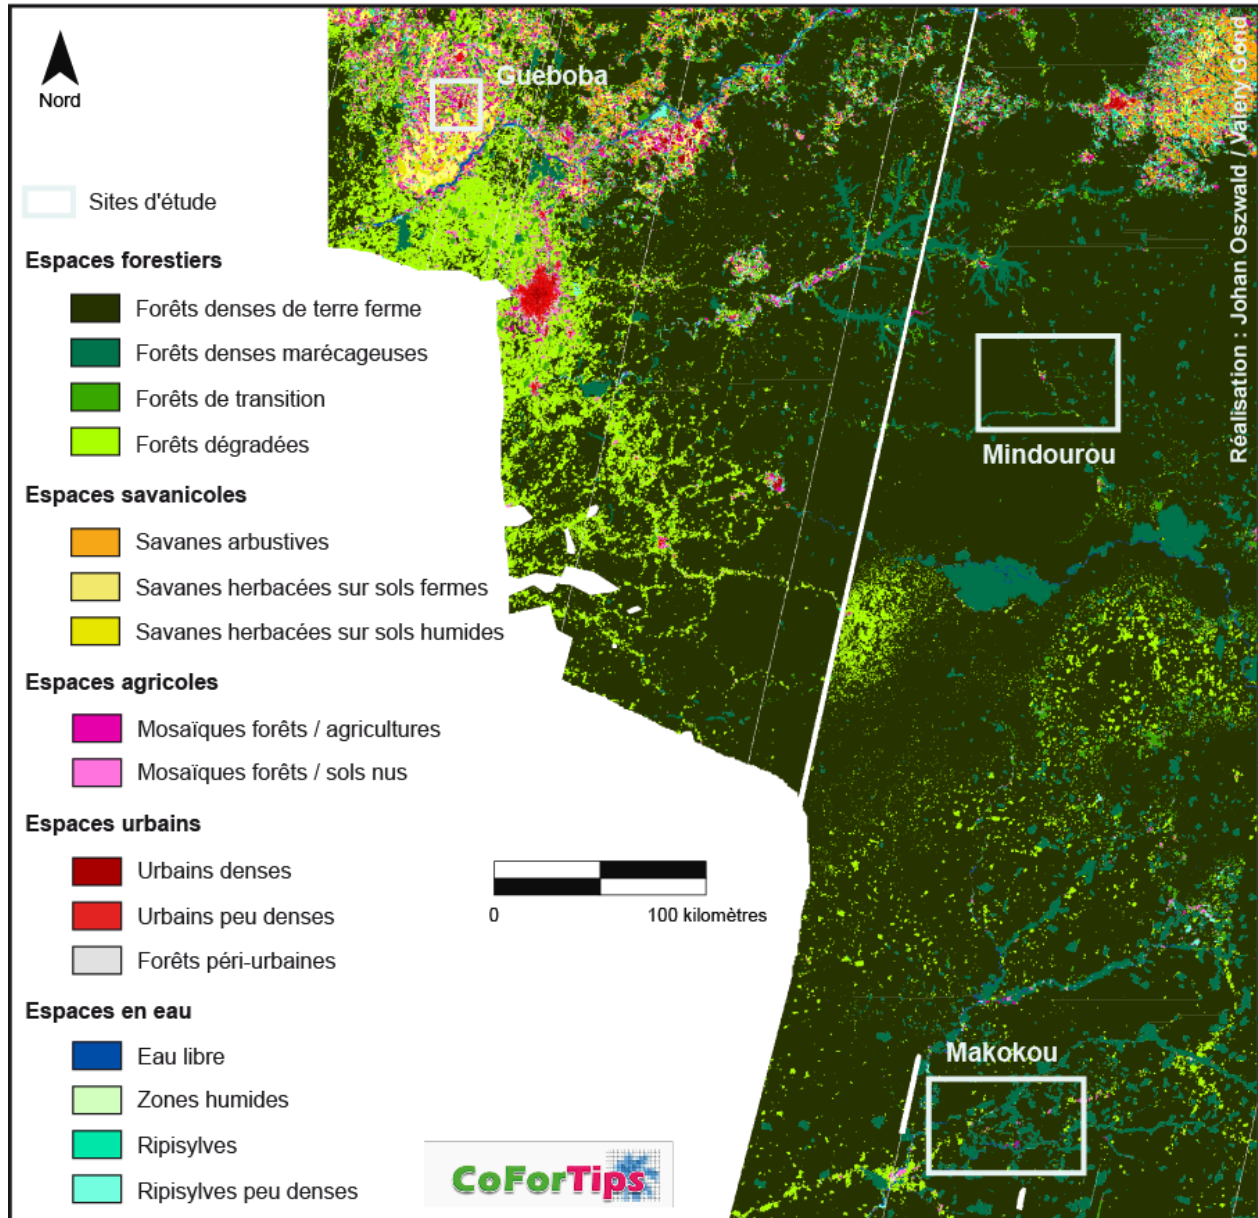 Nord
Gueboba
Sites d'étude
Espaces forestiers
Forêts denses de terre ferme
Forêts denses marécageuses
Forêts de transition
Forêts dégradées
Espaces savanicoles
Savanes arbustives
Savanes herbacées sur sols fermes
Savanes herbacées sur sols humides
Espaces agricoles
Mosaïques forêts / agricultures
Mosaïques forêts / sols nus
Espaces urbains
Urbains denses
Urbains peu denses
Forêts péri-urbaines
Espaces en eau
Eau libre
Zones humides
Ripisylves
Ripisylves peu denses
0 100 kilomètres
CoForTips
Mindourou
Makokou
Réalisation : Johan Oszwald / Valéry Gond